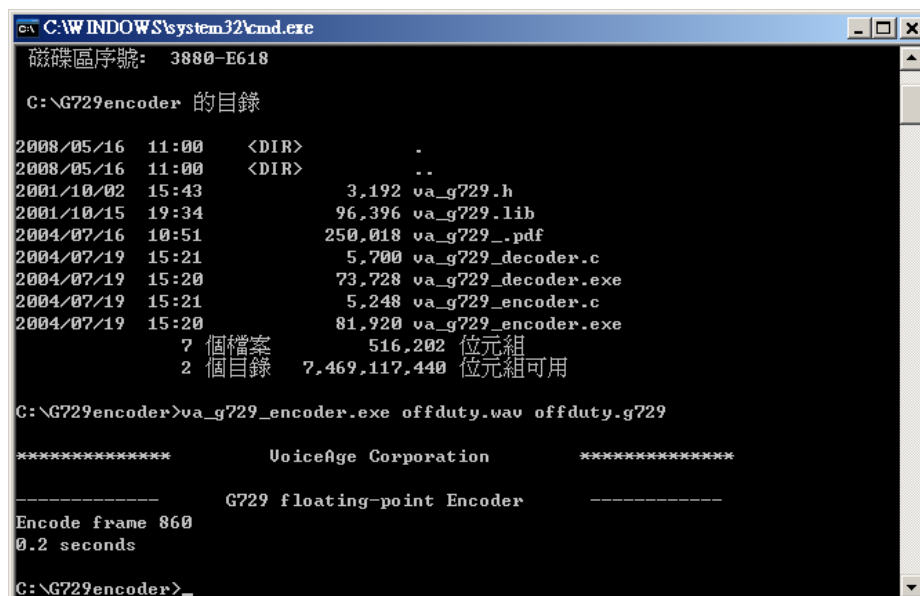 C:\WINDOWS\system32\cmd.exe
磁碟區序號:  3880-E618
C:\G729encoder 的目錄
2008/05/16  11:00    <DIR>          .
2008/05/16  11:00    <DIR>          ..
2001/10/02  15:43             3,192 va_g729.h
2001/10/15  19:34            96,396 va_g729.lib
2004/07/16  10:51           250,018 va_g729_.pdf
2004/07/19  15:21             5,700 va_g729_decoder.c
2004/07/19  15:20            73,728 va_g729_decoder.exe
2004/07/19  15:21             5,248 va_g729_encoder.c
2004/07/19  15:20            81,920 va_g729_encoder.exe
7 個檔案         516,202 位元組
2 個目錄   7,469,117,440 位元組可用
C:\G729encoder>va_g729_encoder.exe offduty.wav offduty.g729
**************        VoiceAge Corporation        **************
-------------      G729 floating-point Encoder      ------------
Encode frame 860
0.2 seconds
C:\G729encoder>_